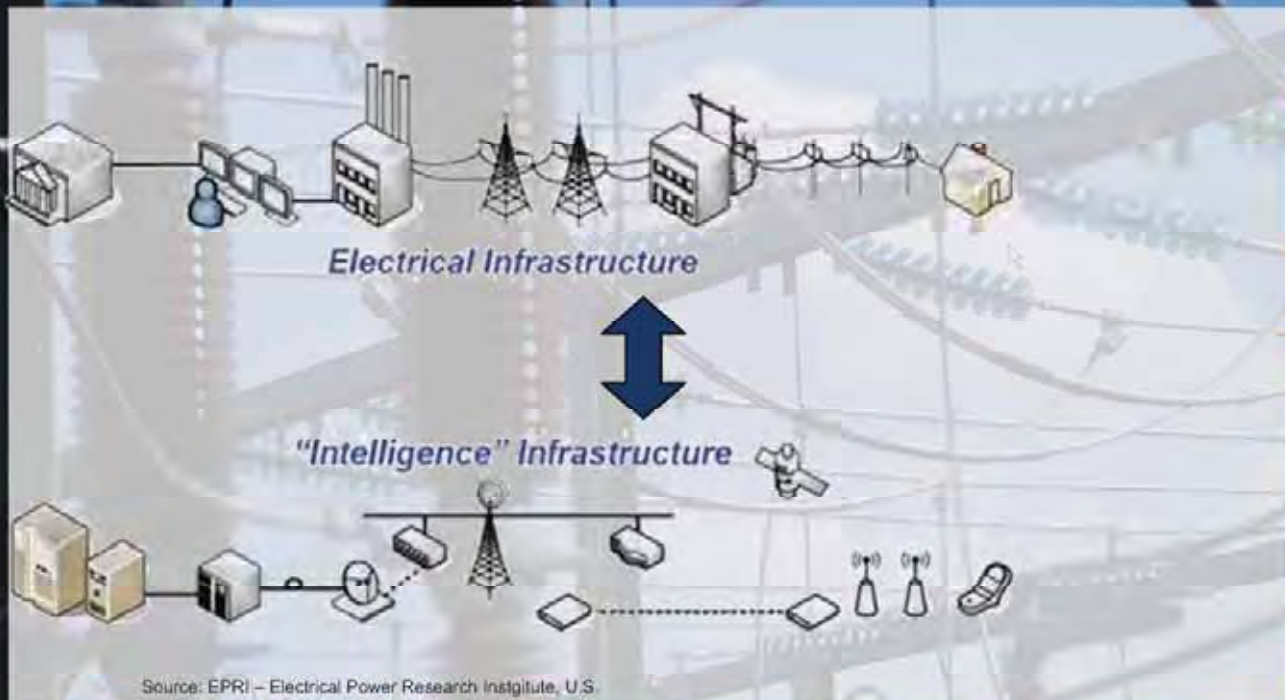 Electrical Infrastructure
“Intelligence” Infrastructure
Source: EPRI – Electrical Power Research Instgitute, U.S.